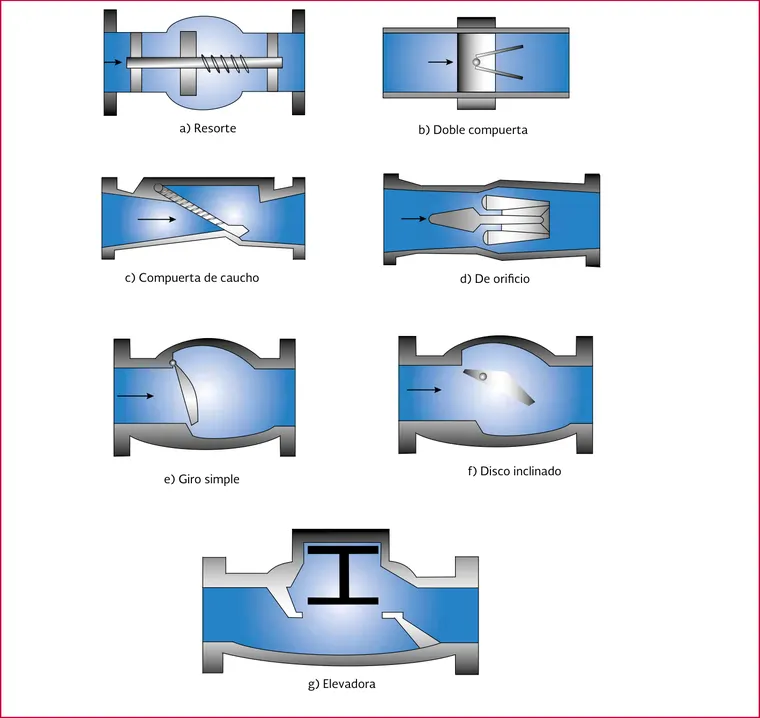 a) Resorte
b) Doble compuerta
c) Compuerta de caucho
d) De orificio
e) Giro simple
f) Disco inclinado
g) Elevadora